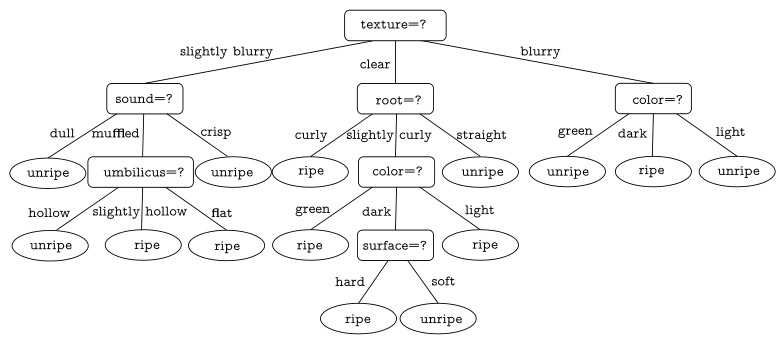 texture=?
slightly blurry
clear
blurry
sound=?
root=?
color=?
dull
muffled
crisp
curly
slightly curly
straight
green
dark
light
unripe
umbilicus=?
unripe
ripe
color=?
unripe
unripe
ripe
unripe
hollow
slightly hollow
flat
green
dark
light
unripe
ripe
ripe
ripe
surface=?
ripe
hard
soft
ripe
unripe